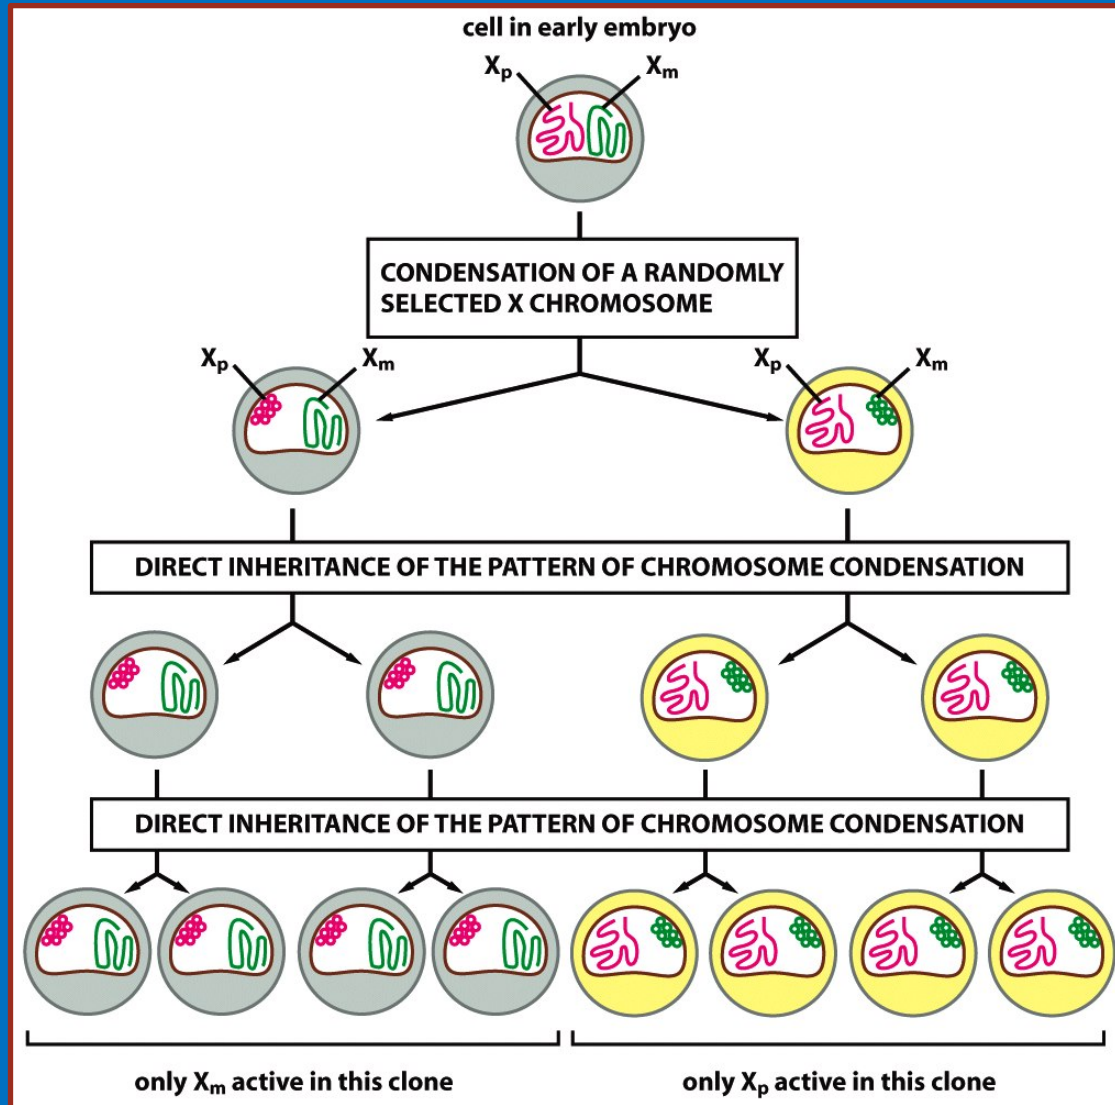 cell in early embryo
Xp Xm
CONDENSATION OF A RANDOMLY
SELECTED X CHROMOSOME
Xp Xm Xp Xm
DIRECT INHERITANCE OF THE PATTERN OF CHROMOSOME CONDENSATION
DIRECT INHERITANCE OF THE PATTERN OF CHROMOSOME CONDENSATION
only Xm active in this clone
only Xp active in this clone